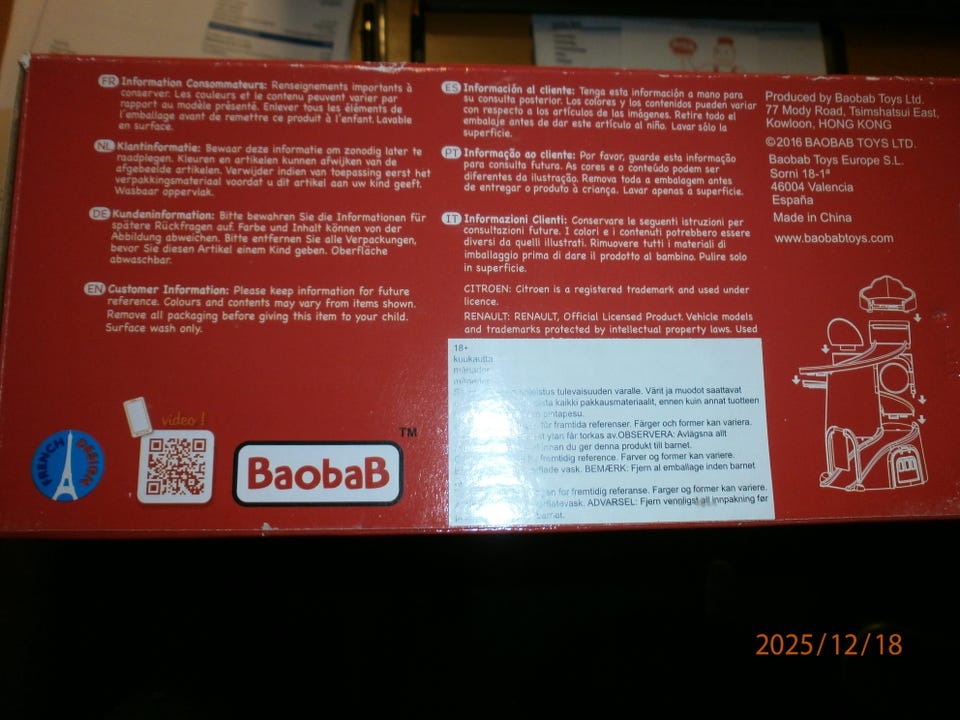 FR Information Consommateurs: Renseignements importants à
conserver. Les couleurs et le contenu peuvent varier par
rapport au modèle présenté. Enlever tous les éléments de
l'emballage avant de remettre ce produit à l'enfant. Lavable
en surface.
NL Klantinformatie: Bewaar deze informatie om zonodig later te
raadplegen. Kleuren en artikelen kunnen afwijken van de
afgebeelde artikelen. Verwijder indien van toepassing eerst het
verpakkingsmateriaal voordat u dit artikel aan uw kind geeft.
Wasbaar oppervlak.
DE Kundeninformation: Bitte bewahren Sie die Informationen für
spätere Rückfragen auf. Farbe und Inhalt können von der
Abbildung abweichen. Bitte entfernen Sie alle Verpackungen,
bevor Sie diesen Artikel einem Kind geben. Oberfläche
abwaschbar.
EN Customer Information: Please keep information for future
reference. Colours and contents may vary from items shown.
Remove all packaging before giving this item to your child.
Surface wash only.
FRENCH DESIGN
video !
BaobaB TM
ES Información al cliente: Tenga esta información a mano para
su consulta posterior. Los colores y los contenidos pueden variar
con respecto a los artículos de las imágenes. Retire todo el
embalaje antes de dar este artículo al niño. Lavar sólo la
superficie.
PT Informação ao cliente: Por favor, guarde esta informação
para consulta futura. As cores e o conteúdo podem ser
diferentes da ilustração. Remova toda a embalagem antes
de entregar o produto à criança. Lavar apenas a superfície.
IT Informazioni Clienti: Conservare le seguenti istruzioni per
consultazioni future. I colori e i contenuti potrebbero essere
diversi da quelli illustrati. Rimuovere tutti i materiali di
imballaggio prima di dare il prodotto al bambino. Pulire solo
in superficie.
CITROEN: Citroen is a registered trademark and used under
licence.
RENAULT: RENAULT, Official Licensed Product. Vehicle models
and trademarks protected by intellectual property laws. Used
18+
kuukautta
månader
tulevaisuuden varalle. Värit ja muodot saattavat
kaikki pakkausmateriaalit, ennen kuin annat tuotteen
pintapesu.
för framtida referenser. Färger och former kan variera.
ytan får torkas av.OBSERVERA: Avlägsna allt
innan du ger denna produkt till barnet.
fremtidig reference. Farver og former kan variere.
vask. BEMÆRK: Fjern al emballage inden barnet
for fremtidig referanse. Farger og former kan variere.
ADVARSEL: Fjern vennligst all innpakning før
barnet.
Produced by Baobab Toys Ltd.
77 Mody Road, Tsimshatsui East,
Kowloon, HONG KONG
©2016 BAOBAB TOYS LTD.
Baobab Toys Europe S.L.
Sorni 18-1ª
46004 Valencia
España
Made in China
www.baobabtoys.com
2025/12/18